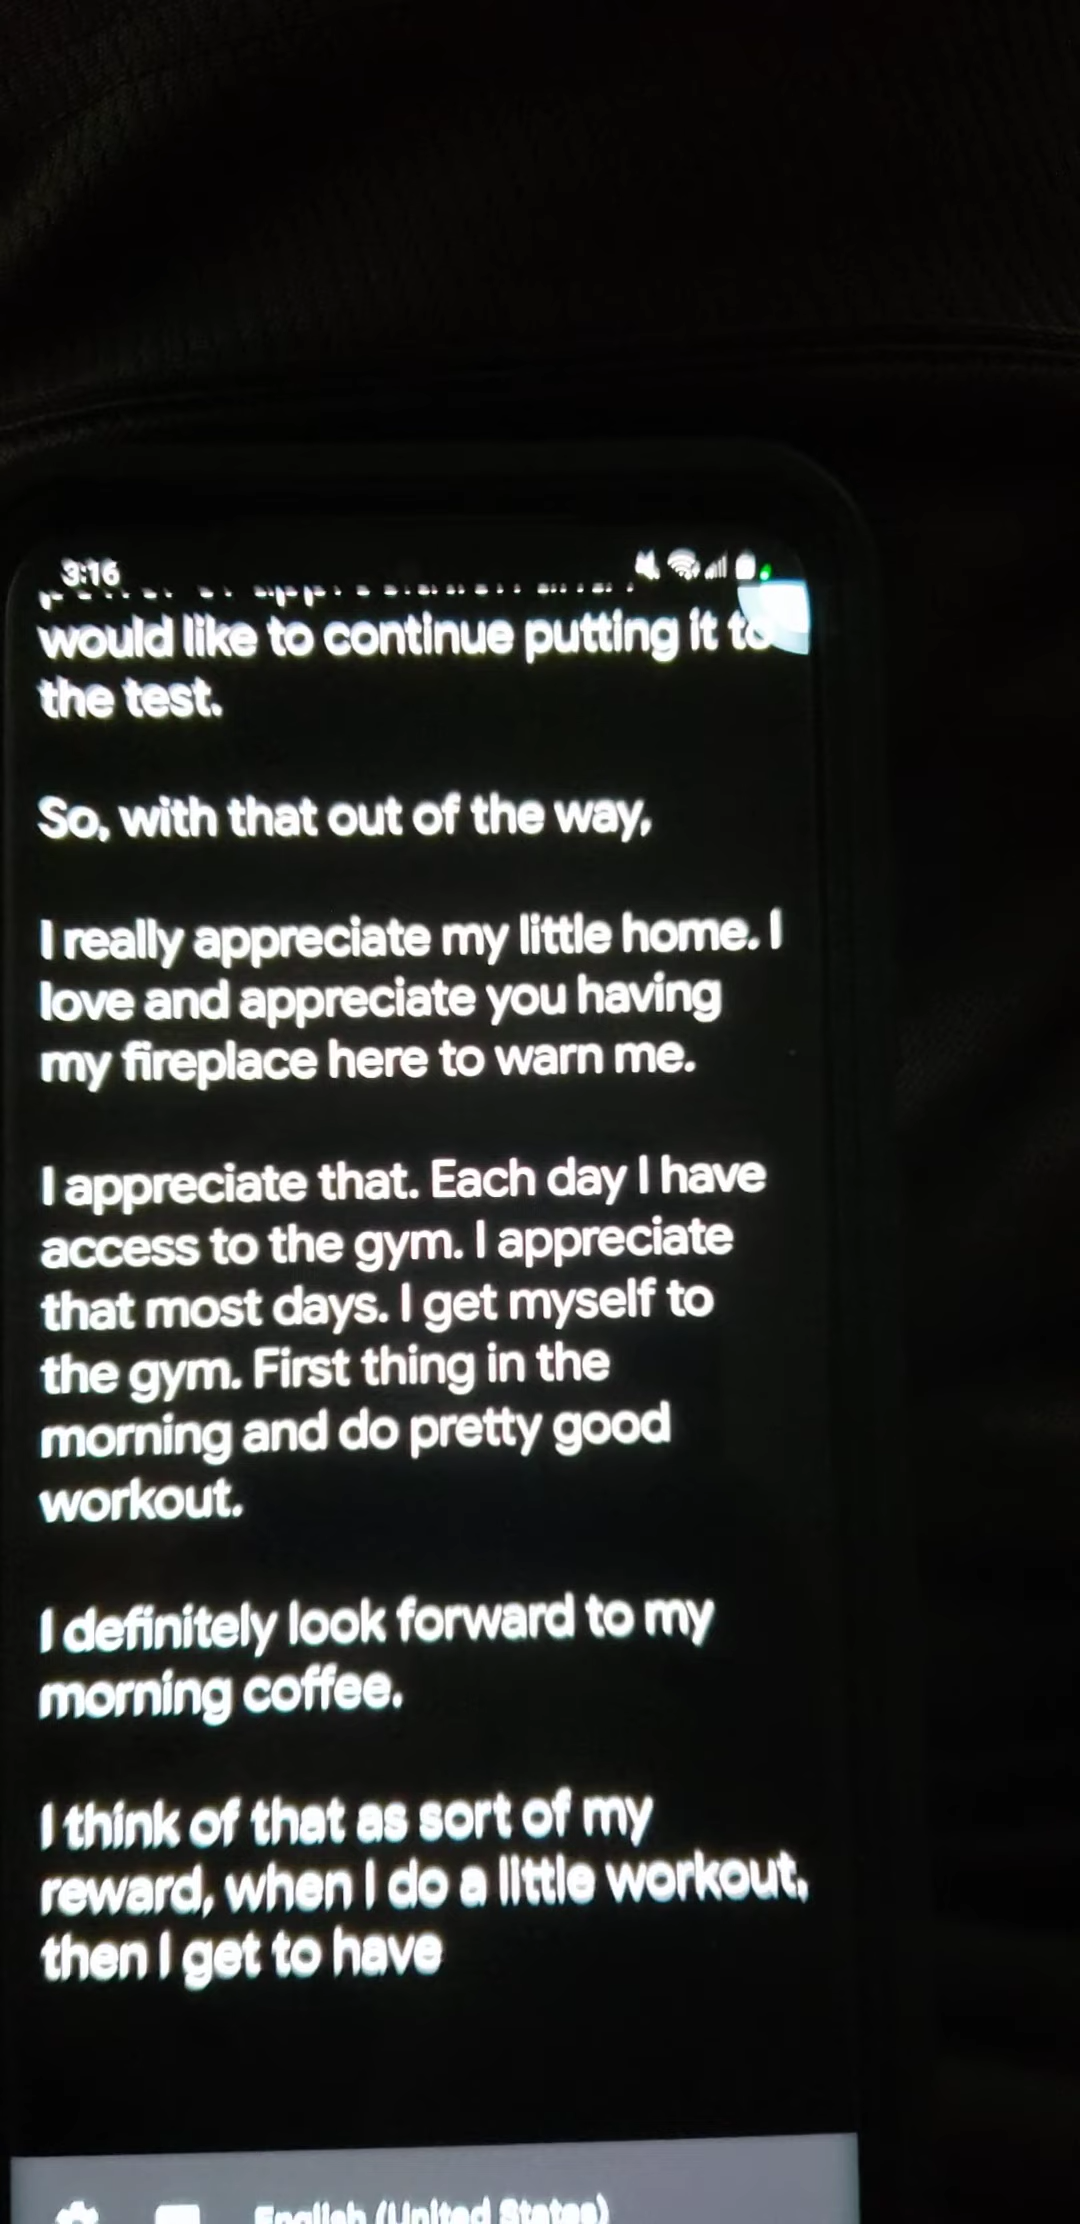 3:16
would like to continue putting it to
the test.
So, with that out of the way,
I really appreciate my little home. I
love and appreciate you having
my fireplace here to warn me.
I appreciate that. Each day I have
access to the gym. I appreciate
that most days. I get myself to
the gym. First thing in the
morning and do pretty good
workout.
I definitely look forward to my
morning coffee.
I think of that as sort of my
reward, when I do a little workout,
then I get to have
English (United States)